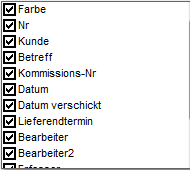 Farbe
Nr
Kunde
Betreff
Kommissions-Nr
Datum
Datum verschickt
Lieferendtermin
Bearbeiter
Bearbeiter2